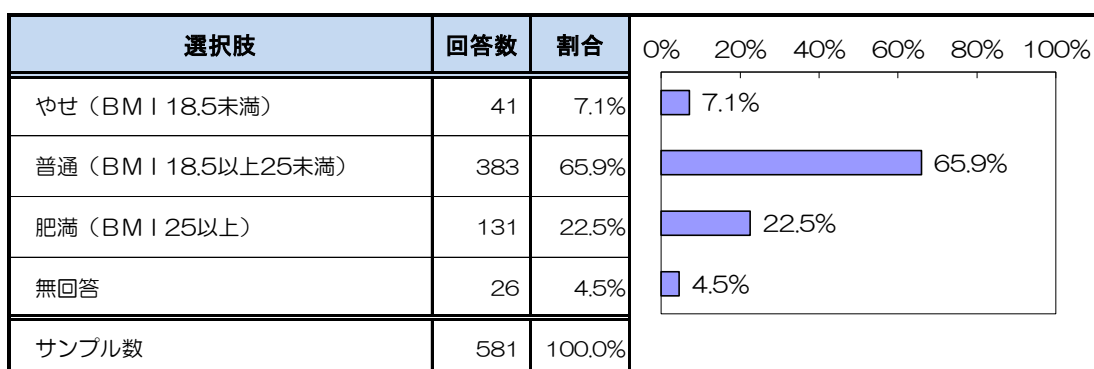 選択肢 回答数 割合
0% 20% 40% 60% 80% 100%
やせ（BMI18.5未満） 41 7.1%
7.1%
普通（BMI18.5以上25未満） 383 65.9%
65.9%
肥満（BMI25以上） 131 22.5%
22.5%
無回答 26 4.5%
4.5%
サンプル数 581 100.0%